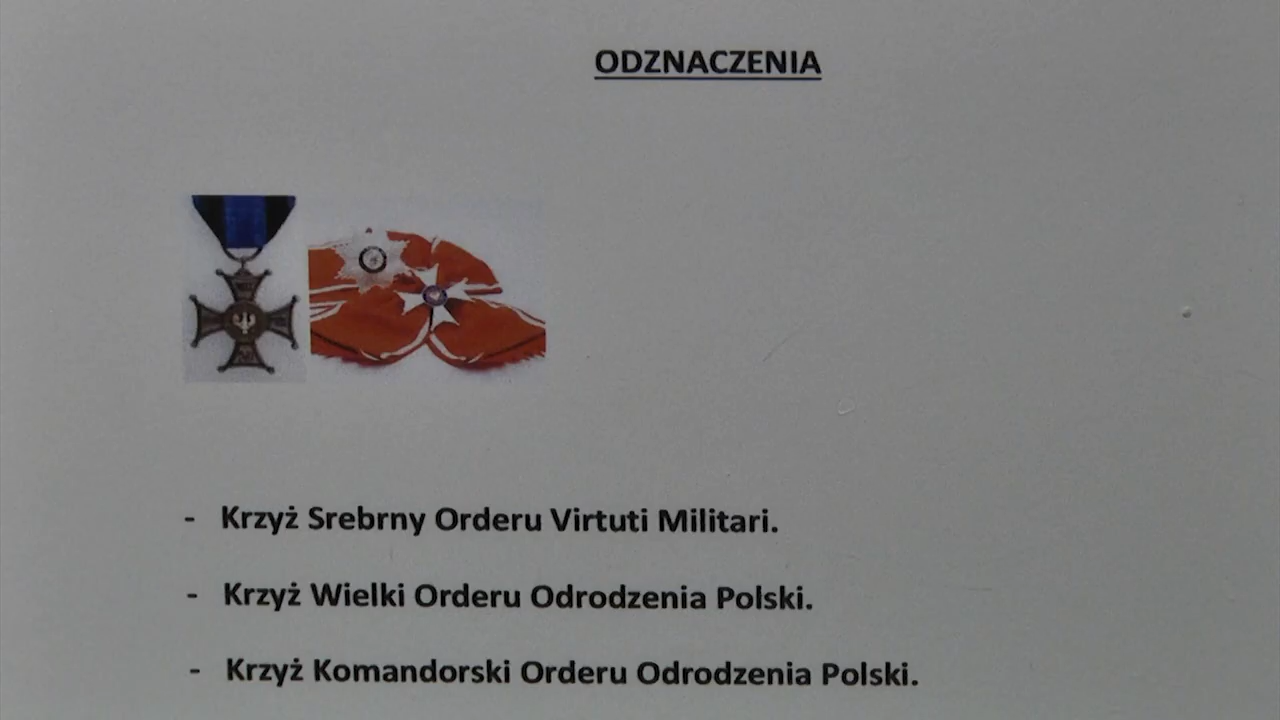 ODZNACZENIA
- Krzyż Srebrny Orderu Virtuti Militari.
- Krzyż Wielki Orderu Odrodzenia Polski.
- Krzyż Komandorski Orderu Odrodzenia Polski.